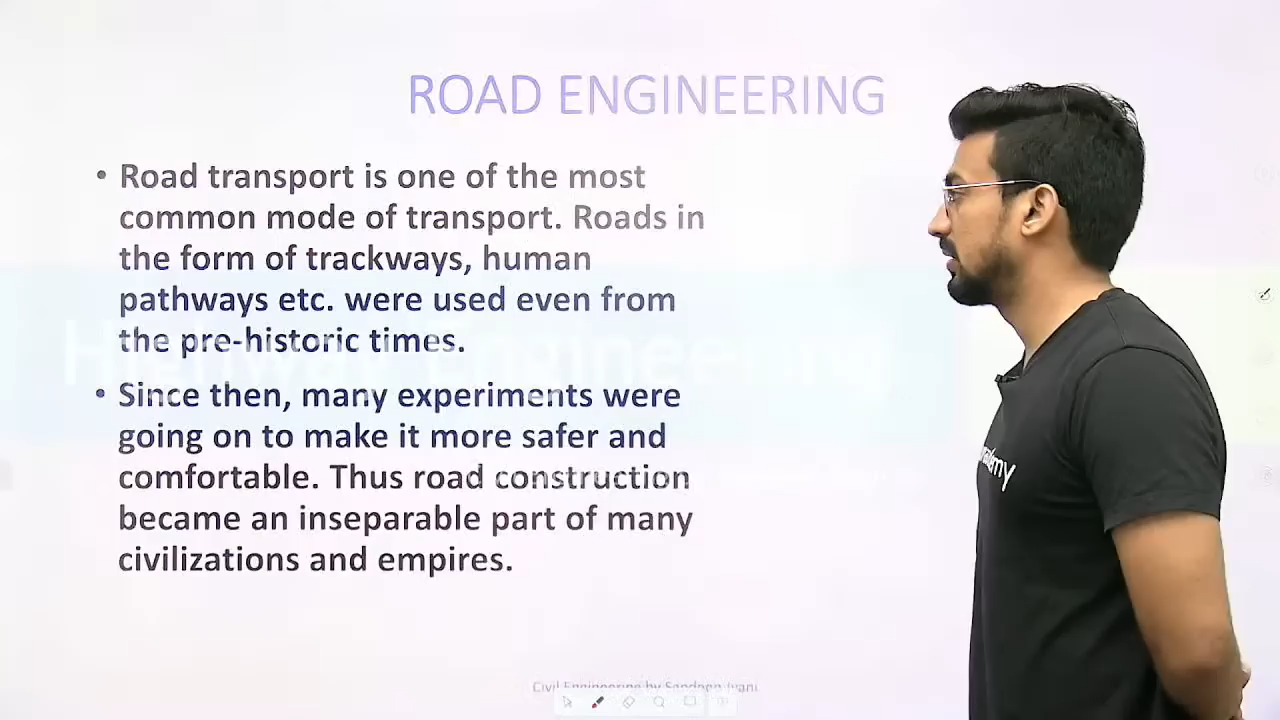 ROAD ENGINEERING
• Road transport is one of the most
common mode of transport. Roads in
the form of trackways, human
pathways etc. were used even from
the pre-historic times.
Highway Engineering
• Since then, many experiments were
going on to make it more safer and
comfortable. Thus road construction
became an inseparable part of many
civilizations and empires.
Civil Engineering by Sandeep Jyani